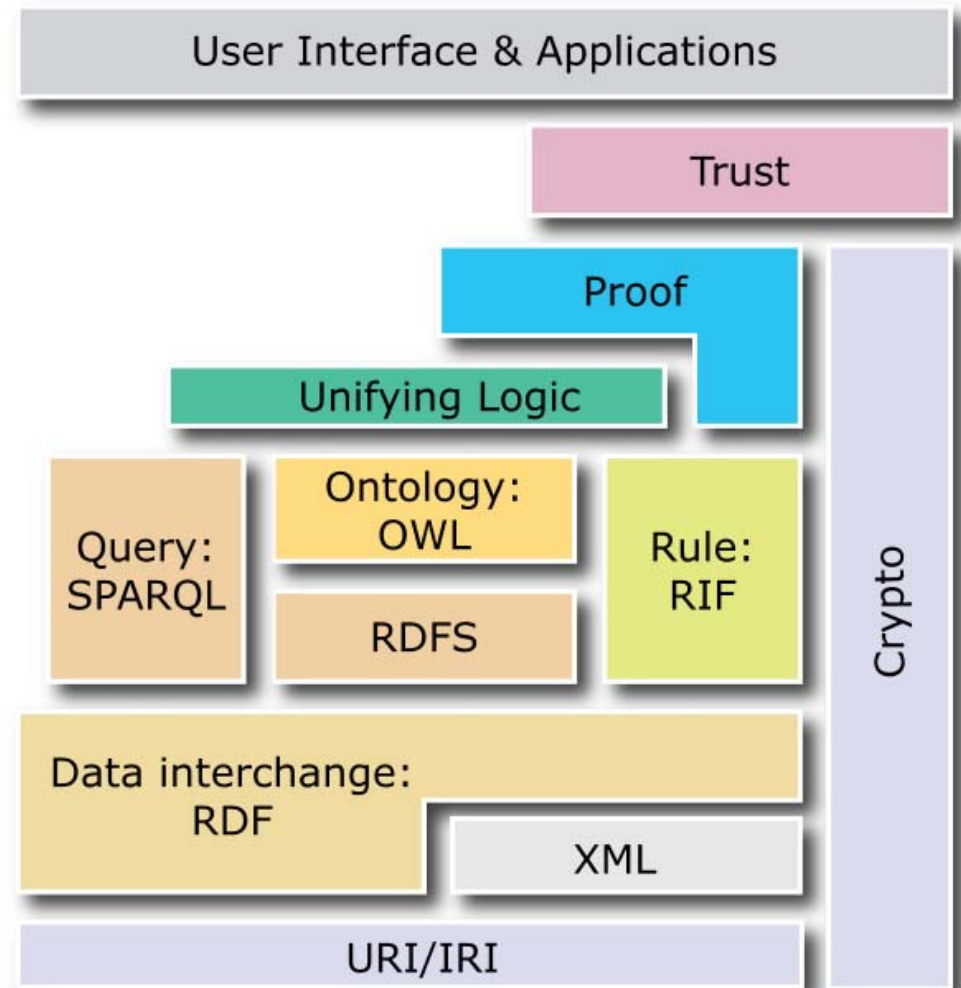 User Interface & Applications
Trust
Proof
Unifying Logic
Query:
SPARQL
Ontology:
OWL
RDFS
Rule:
RIF
Crypto
Data interchange:
RDF
XML
URI/IRI